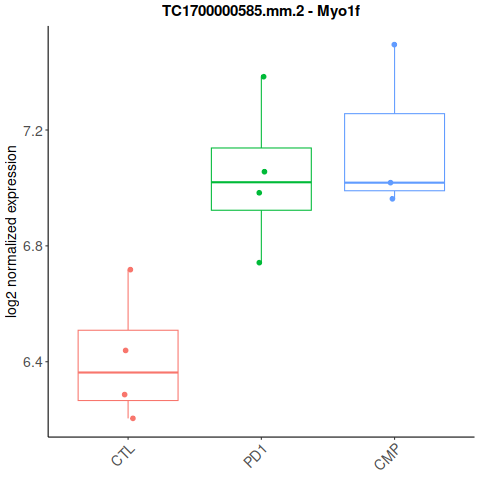 TC1700000585.mm.2 - Myo1f
log2 normalized expression
7.2
6.8
6.4
CTL
PD1
CMP